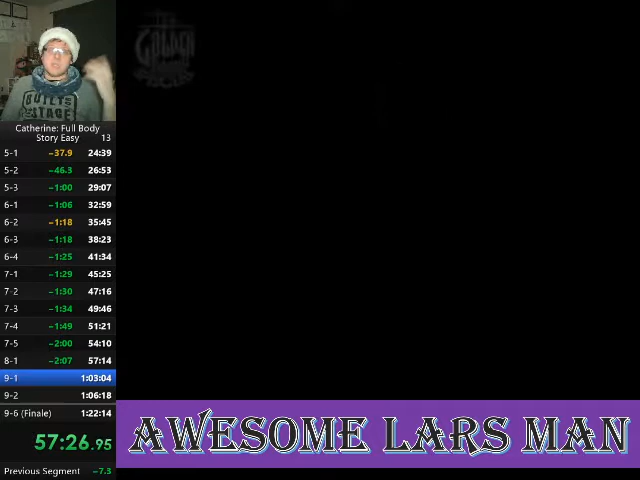 THE
GOLDEN
BUILTS
STAGE
Catherine: Full Body
Story Easy 13
5-1 -37.9 24:39
5-2 -46.3 26:53
5-3 -1:00 29:07
6-1 -1:06 32:59
6-2 -1:18 35:45
6-3 -1:18 38:23
6-4 -1:25 41:34
7-1 -1:29 45:25
7-2 -1:30 47:16
7-3 -1:34 49:46
7-4 -1:49 51:21
7-5 -2:00 54:10
8-1 -2:07 57:14
9-1 1:03:04
9-2 1:06:18
9-6 (Finale) 1:22:14
57:26.95
Previous Segment -7.3
AWESOME LARS MAN